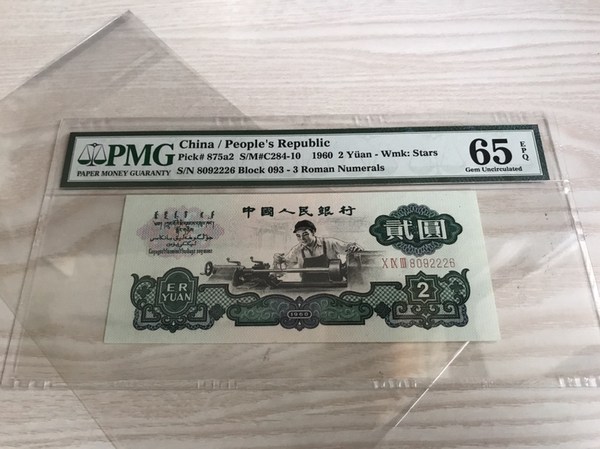 PMG
PAPER MONEY GUARANTY
China / People's Republic
Pick# 875a2 S/M#C284-10 1960 2 Yüan - Wmk: Stars
S/N 8092226 Block 093 - 3 Roman Numerals
65 EPQ
Gem Uncirculated
中國人民銀行
貳圓
X IV III 8092226
ER
YUAN
2
1960